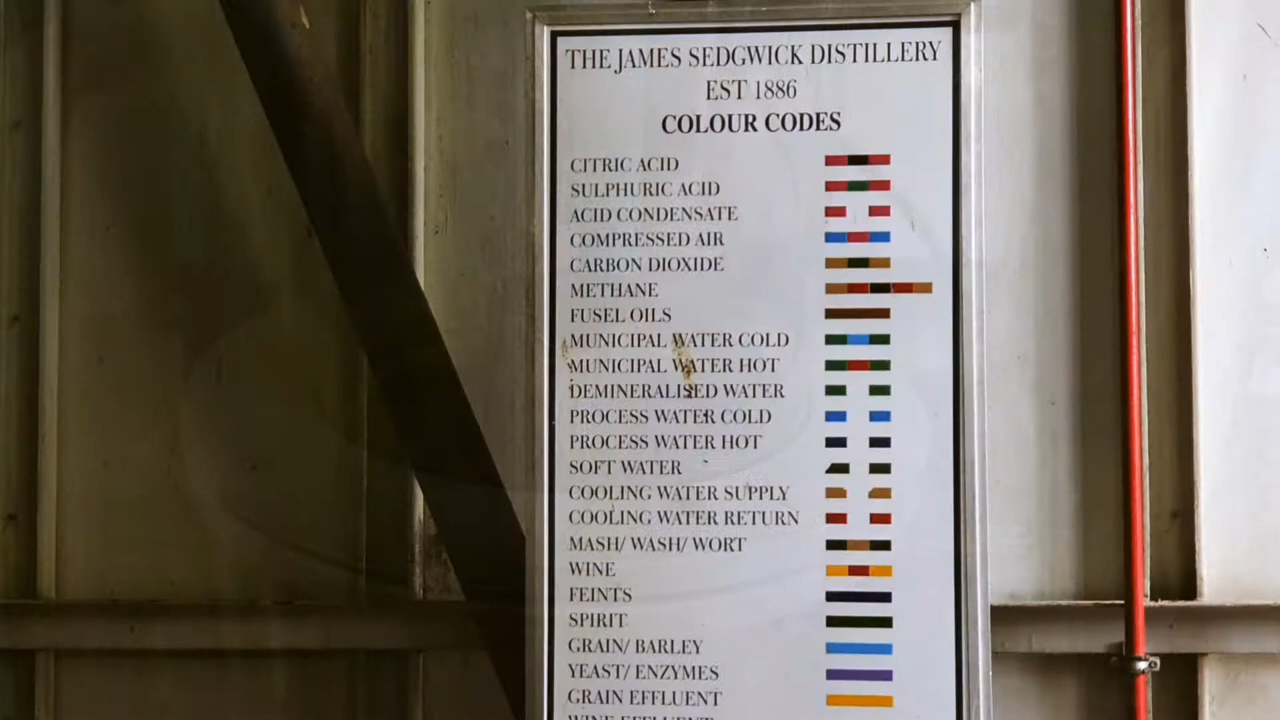 THE JAMES SEDGWICK DISTILLERY
EST 1886
COLOUR CODES
CITRIC ACID
SULPHURIC ACID
ACID CONDENSATE
COMPRESSED AIR
CARBON DIOXIDE
METHANE
FUSEL OILS
MUNICIPAL WATER COLD
MUNICIPAL WATER HOT
DEMINERALISED WATER
PROCESS WATER COLD
PROCESS WATER HOT
SOFT WATER
COOLING WATER SUPPLY
COOLING WATER RETURN
MASH/ WASH/ WORT
WINE
FEINTS
SPIRIT
GRAIN/ BARLEY
YEAST/ ENZYMES
GRAIN EFFLUENT
WINE EFFLUENT